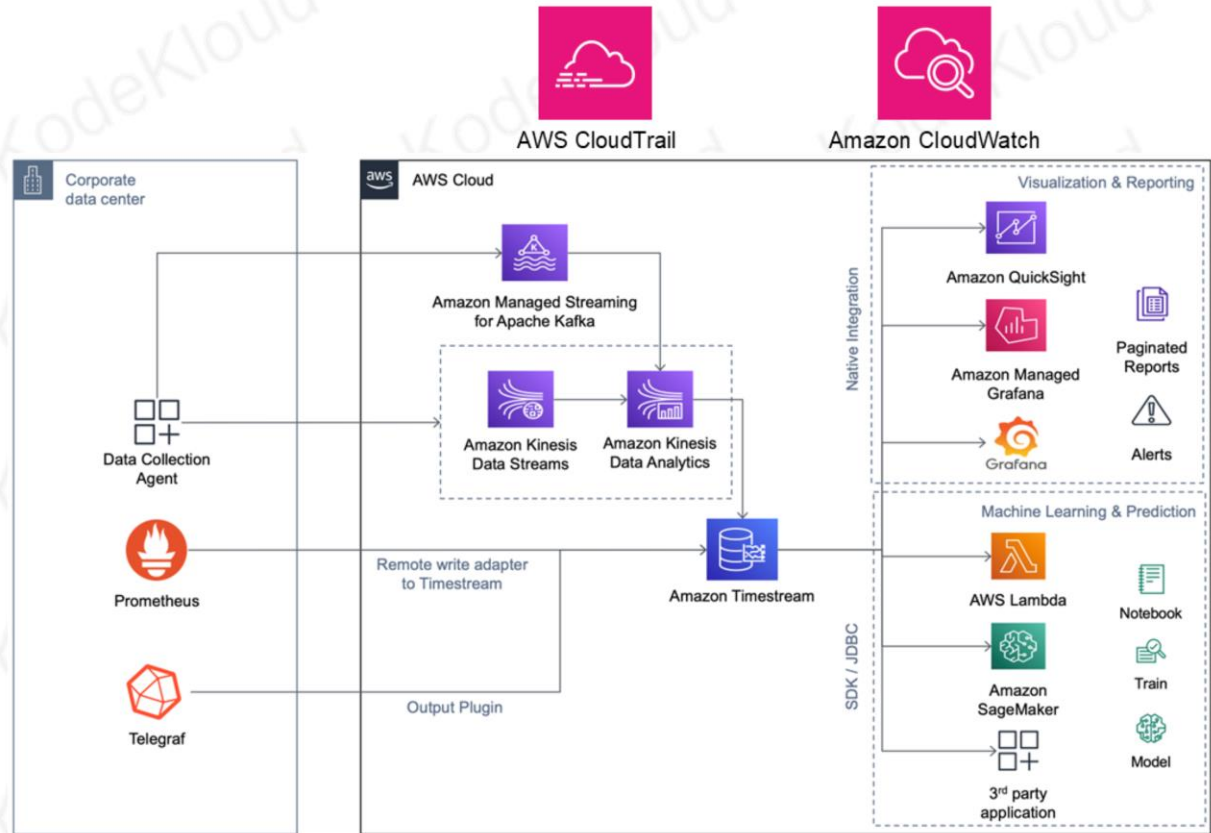 KodeKloud
KodeKloud
KodeKloud
AWS CloudTrail
Amazon CloudWatch
Corporate
data center
aws
AWS Cloud
Visualization & Reporting
K
Amazon Managed Streaming
for Apache Kafka
Amazon QuickSight
Native Integration
Paginated
Reports
Amazon Managed
Grafana
Data Collection
Agent
Amazon Kinesis
Data Streams
Amazon Kinesis
Data Analytics
Grafana
Alerts
Machine Learning & Prediction
Prometheus
Remote write adapter
to Timestream
Amazon Timestream
AWS Lambda
Notebook
SDK / JDBC
Amazon
SageMaker
Train
Telegraf
Output Plugin
Model
3rd party
application